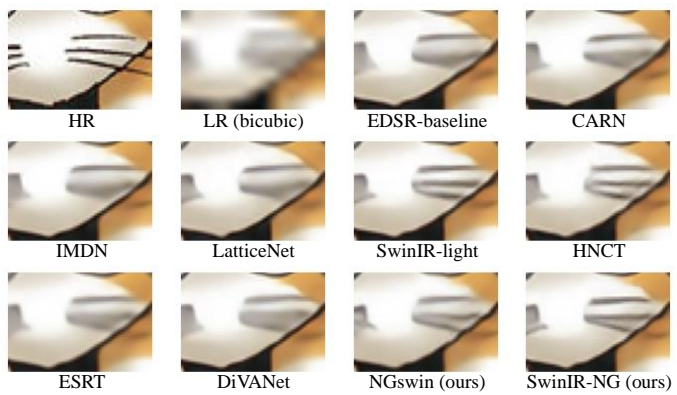 HR LR (bicubic) EDSR-baseline CARN
IMDN LatticeNet SwinIR-light HNCT
ESRT DiVANet NGswin (ours) SwinIR-NG (ours)